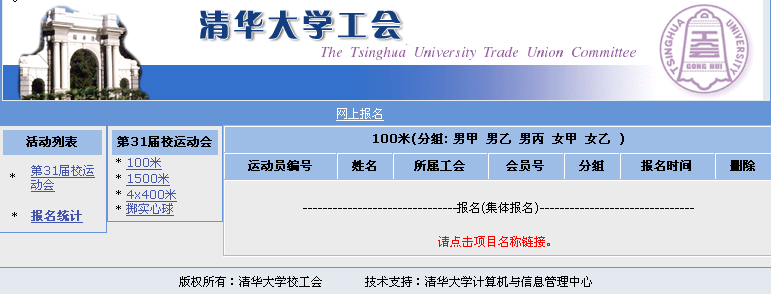 清华大学工会
The Tsinghua University Trade Union Committee
TSINGHUA UNIVERSITY
GONG HUI
网上报名
活动列表
* 第31届校运动会
* 报名统计
第31届校运动会
* 100米
* 1500米
* 4x400米
* 掷实心球
100米(分组: 男甲 男乙 男丙 女甲 女乙 )
运动员编号 姓名 所属工会 会员号 分组 报名时间 删除
--------------------------------报名(集体报名)--------------------------------
请点击项目名称链接。
版权所有：清华大学校工会 技术支持：清华大学计算机与信息管理中心